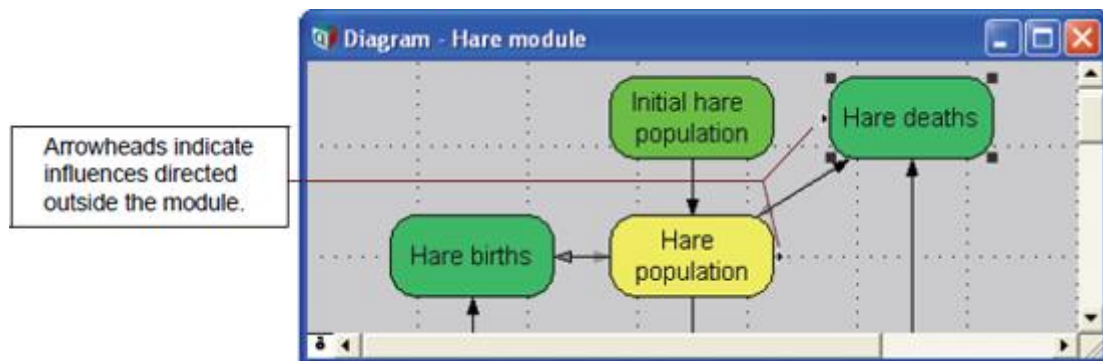 Diagram - Hare module
Arrowheads indicate
influences directed
outside the module.
Initial hare
population
Hare deaths
Hare births
Hare
population